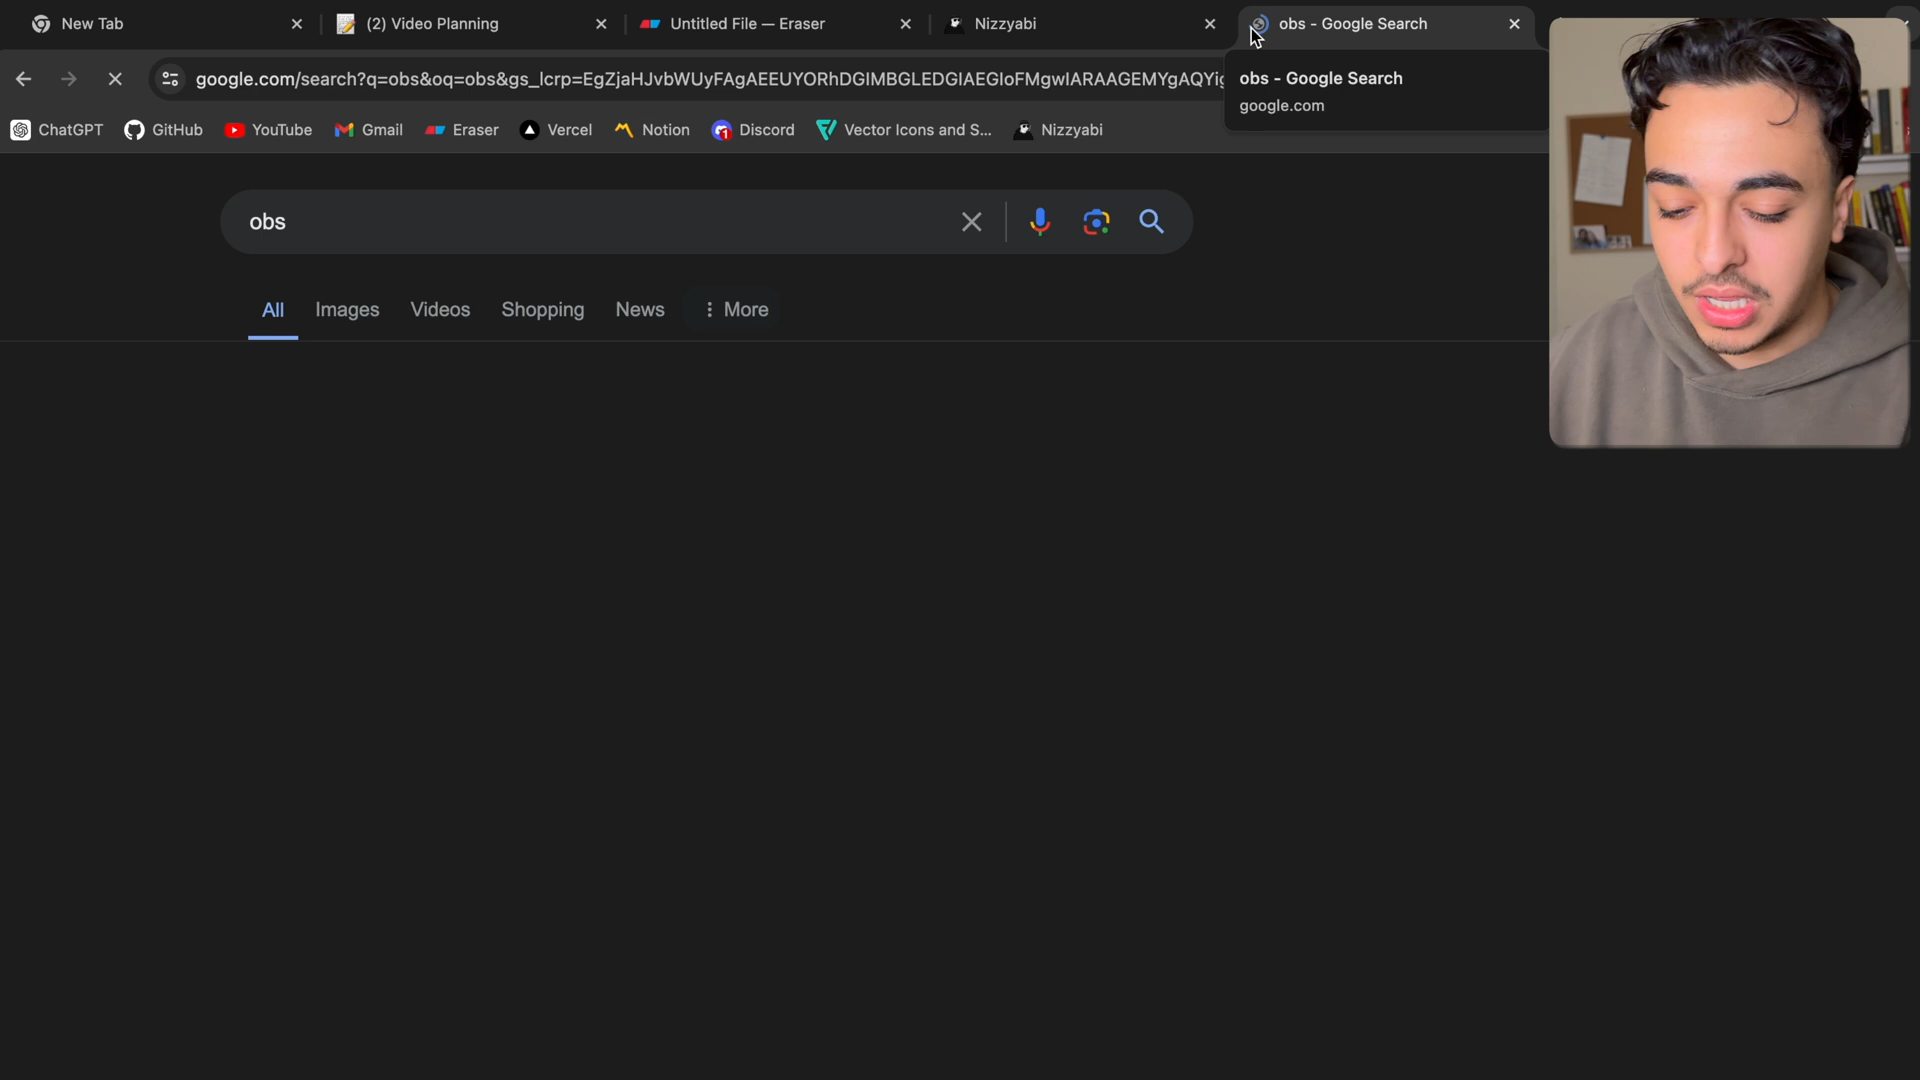 New Tab
(2) Video Planning
Untitled File — Eraser
Nizzyabi
obs - Google Search
google.com/search?q=obs&oq=obs&gs_lcrp=EgZjaHJvbWUyFAgAEEUYORhDGIMBGLEDGIAEGIoFMgwIARAAGEMYgAQYig
obs - Google Search
google.com
ChatGPT
GitHub
YouTube
Gmail
Eraser
Vercel
Notion
Discord
Vector Icons and S...
Nizzyabi
obs
All
Images
Videos
Shopping
News
More